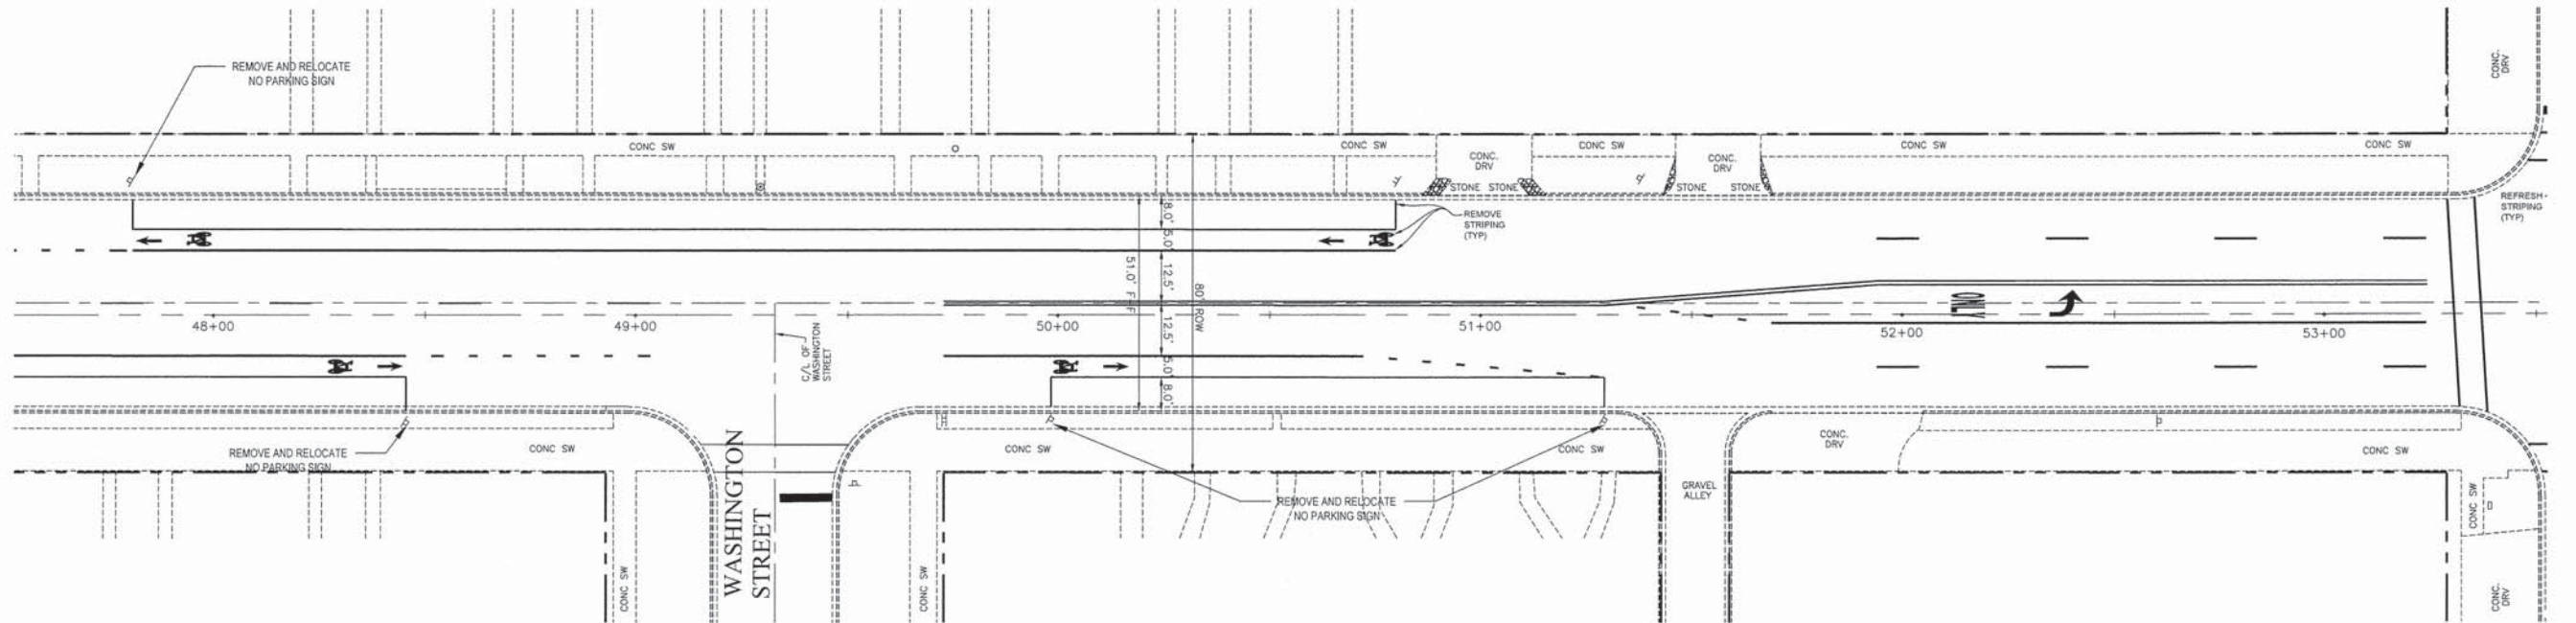 REMOVE AND RELOCATE
NO PARKING SIGN
CONC SW
CONC SW
CONC.
DRV
CONC SW
CONC.
DRV
CONC SW
CONC SW
CONC.
DRV
STONE STONE
STONE STONE
REMOVE
STRIPING
(TYP)
REFRESH
STRIPING
(TYP)
8.0'
5.0'
12.5'
51.0' F-F
80' ROW
12.5'
5.0'
8.0'
48+00
49+00
50+00
51+00
52+00
53+00
C/L OF
WASHINGTON
STREET
ONLY
REMOVE AND RELOCATE
NO PARKING SIGN
CONC SW
WASHINGTON
STREET
CONC SW
CONC SW
CONC SW
REMOVE AND RELOCATE
NO PARKING SIGN
CONC SW
GRAVEL
ALLEY
CONC.
DRV
CONC SW
CONC SW
CONC.
DRV